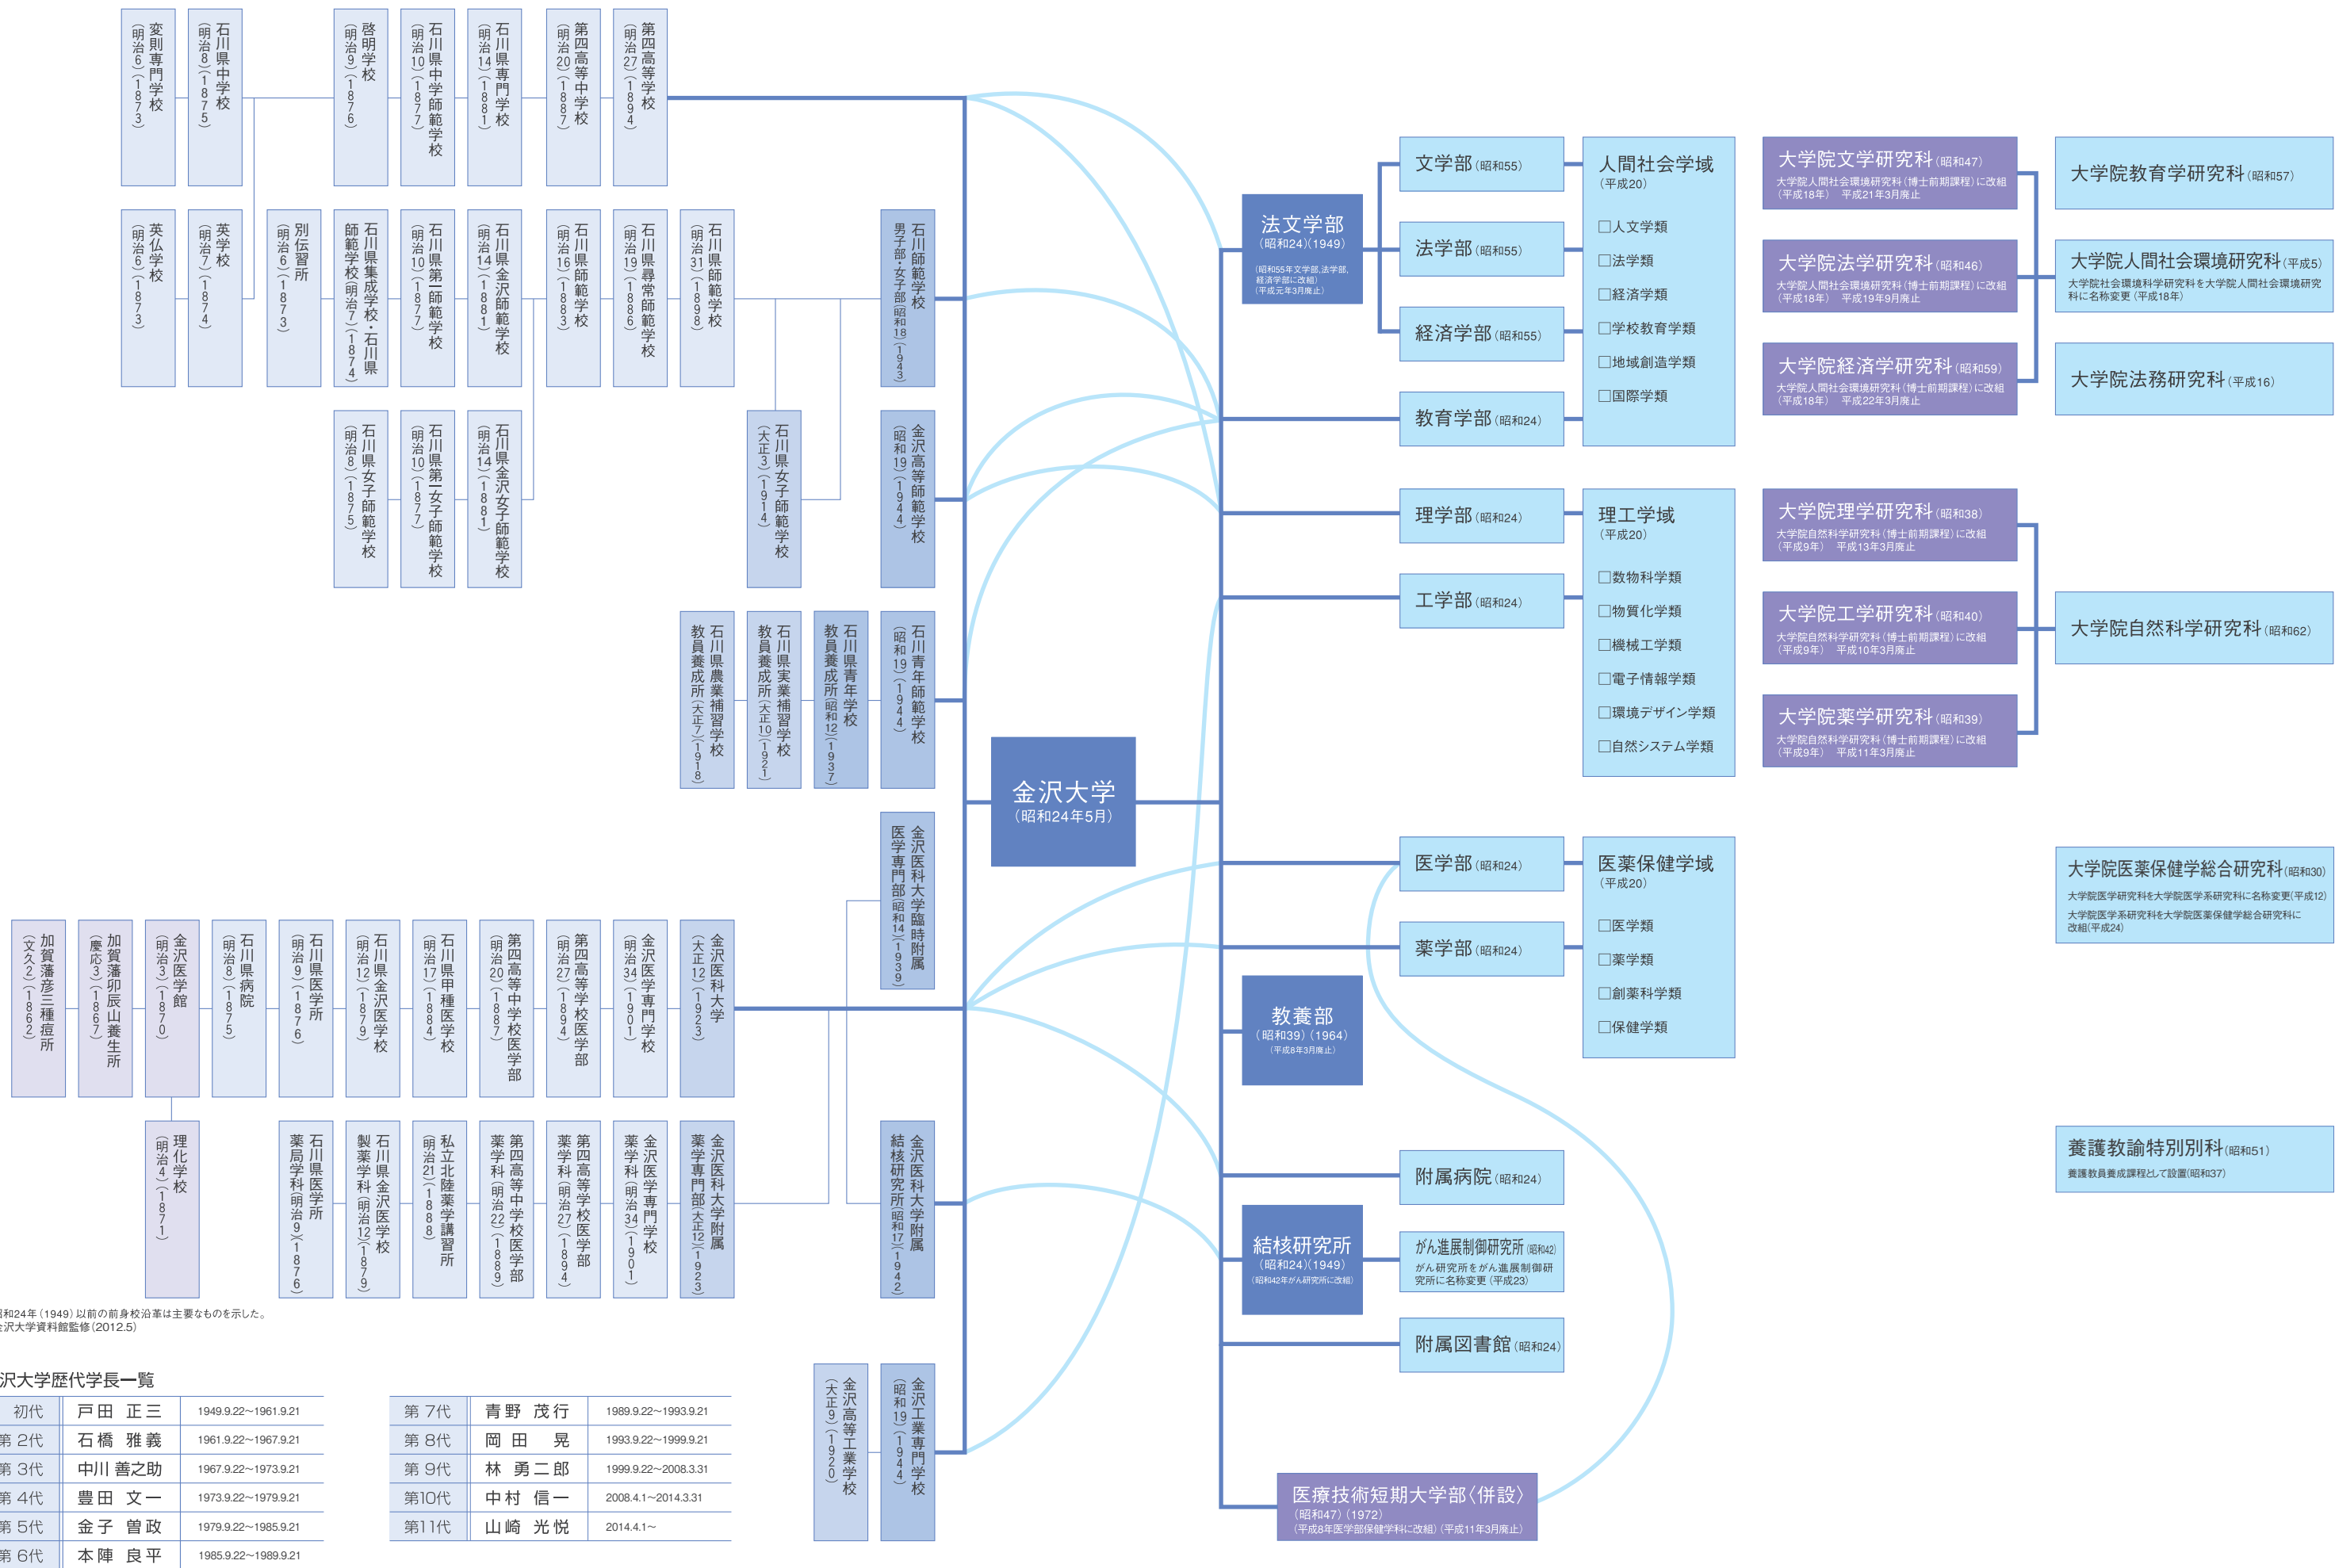 変則専門学校
（明治6）（1873）
石川県中学校
（明治8）（1875）
啓明学校
（明治9）（1876）
石川県中学師範学校
（明治10）（1877）
石川県専門学校
（明治14）（1881）
第四高等中学校
（明治20）（1887）
第四高等学校
（明治27）（1894）
英仏学校
（明治6）（1873）
英学校
（明治7）（1874）
別伝習所
（明治6）（1873）
石川県集成学校・石川県
師範学校（明治7）（1874）
石川県第一師範学校
（明治10）（1877）
石川県金沢師範学校
（明治14）（1881）
石川県師範学校
（明治16）（1883）
石川県尋常師範学校
（明治19）（1886）
石川県師範学校
（明治31）（1898）
石川師範学校
男子部・女子部（昭和18）（1943）
石川県女子師範学校
（明治8）（1875）
石川県第一女子師範学校
（明治10）（1877）
石川県金沢女子師範学校
（明治14）（1881）
石川県女子師範学校
（大正3）（1914）
金沢高等師範学校
（昭和19）（1944）
石川県農業補習学校
教員養成所（大正7）（1918）
石川県実業補習学校
教員養成所（大正10）（1921）
石川県青年学校
教員養成所（昭和12）（1937）
石川青年師範学校
（昭和19）（1944）
金沢医科大学臨時附属
医学専門部（昭和14）（1939）
加賀藩彦三種痘所
（文久2）（1862）
加賀藩卯辰山養生所
（慶応3）（1867）
金沢医学館
（明治3）（1870）
石川県病院
（明治8）（1875）
石川県医学所
（明治9）（1876）
石川県金沢医学校
（明治12）（1879）
石川県甲種医学校
（明治17）（1884）
第四高等中学校医学部
（明治20）（1887）
第四高等学校医学部
（明治27）（1894）
金沢医学専門学校
（明治34）（1901）
金沢医科大学
（大正12）（1923）
理化学校
（明治4）（1871）
石川県医学所
薬局学科（明治9）（1876）
石川県金沢医学校
製薬学科（明治12）（1879）
私立北陸薬学講習所
（明治21）（1888）
第四高等中学校医学部
薬学科（明治22）（1889）
第四高等学校医学部
薬学科（明治27）（1894）
金沢医学専門学校
薬学科（明治34）（1901）
金沢医科大学附属
薬学専門部（大正12）（1923）
金沢医科大学附属
結核研究所（昭和17）（1942）
金沢高等工業学校
（大正9）（1920）
金沢工業専門学校
（昭和19）（1944）
金沢大学
（昭和24年5月）
法文学部
（昭和24）（1949）
（昭和55年文学部、法学部、
経済学部に改組）
（平成元年3月廃止）
文学部（昭和55）
法学部（昭和55）
経済学部（昭和55）
教育学部（昭和24）
理学部（昭和24）
工学部（昭和24）
医学部（昭和24）
薬学部（昭和24）
教養部
（昭和39）（1964）
（平成8年3月廃止）
附属病院（昭和24）
結核研究所
（昭和24）（1949）
（昭和42年がん研究所に改組）
がん進展制御研究所（昭和42）
がん研究所をがん進展制御研
究所に名称変更（平成23）
附属図書館（昭和24）
医療技術短期大学部〈併設〉
（昭和47）（1972）
（平成8年医学部保健学科に改組）（平成11年3月廃止）
人間社会学域
（平成20）
□人文学類
□法学類
□経済学類
□学校教育学類
□地域創造学類
□国際学類
理工学域
（平成20）
□数物科学類
□物質化学類
□機械工学類
□電子情報学類
□環境デザイン学類
□自然システム学類
医薬保健学域
（平成20）
□医学類
□薬学類
□創薬科学類
□保健学類
大学院文学研究科（昭和47）
大学院人間社会環境研究科（博士前期課程）に改組
（平成18年）　平成21年3月廃止
大学院法学研究科（昭和46）
大学院人間社会環境研究科（博士前期課程）に改組
（平成18年）　平成19年9月廃止
大学院経済学研究科（昭和59）
大学院人間社会環境研究科（博士前期課程）に改組
（平成18年）　平成22年3月廃止
大学院理学研究科（昭和38）
大学院自然科学研究科（博士前期課程）に改組
（平成9年）　平成13年3月廃止
大学院工学研究科（昭和40）
大学院自然科学研究科（博士前期課程）に改組
（平成9年）　平成10年3月廃止
大学院薬学研究科（昭和39）
大学院自然科学研究科（博士前期課程）に改組
（平成9年）　平成11年3月廃止
大学院教育学研究科（昭和57）
大学院人間社会環境研究科（平成5）
大学院社会環境科学研究科を大学院人間社会環境研究
科に名称変更（平成18年）
大学院法務研究科（平成16）
大学院自然科学研究科（昭和62）
大学院医薬保健学総合研究科（昭和30）
大学院医学研究科を大学院医学系研究科に名称変更（平成12）
大学院医学系研究科を大学院医薬保健学総合研究科に
改組（平成24）
養護教諭特別別科（昭和51）
養護教員養成課程として設置（昭和37）
昭和24年（1949）以前の前身校沿革は主要なものを示した。
金沢大学資料館監修（2012.5）
沢大学歴代学長一覧
初代 戸田 正三 1949.9.22～1961.9.21
第 2代 石橋 雅義 1961.9.22～1967.9.21
第 3代 中川 善之助 1967.9.22～1973.9.21
第 4代 豊田 文一 1973.9.22～1979.9.21
第 5代 金子 曽政 1979.9.22～1985.9.21
第 6代 本陣 良平 1985.9.22～1989.9.21
第 7代 青野 茂行 1989.9.22～1993.9.21
第 8代 岡田 晃 1993.9.22～1999.9.21
第 9代 林 勇二郎 1999.9.22～2008.3.31
第10代 中村 信一 2008.4.1～2014.3.31
第11代 山崎 光悦 2014.4.1～